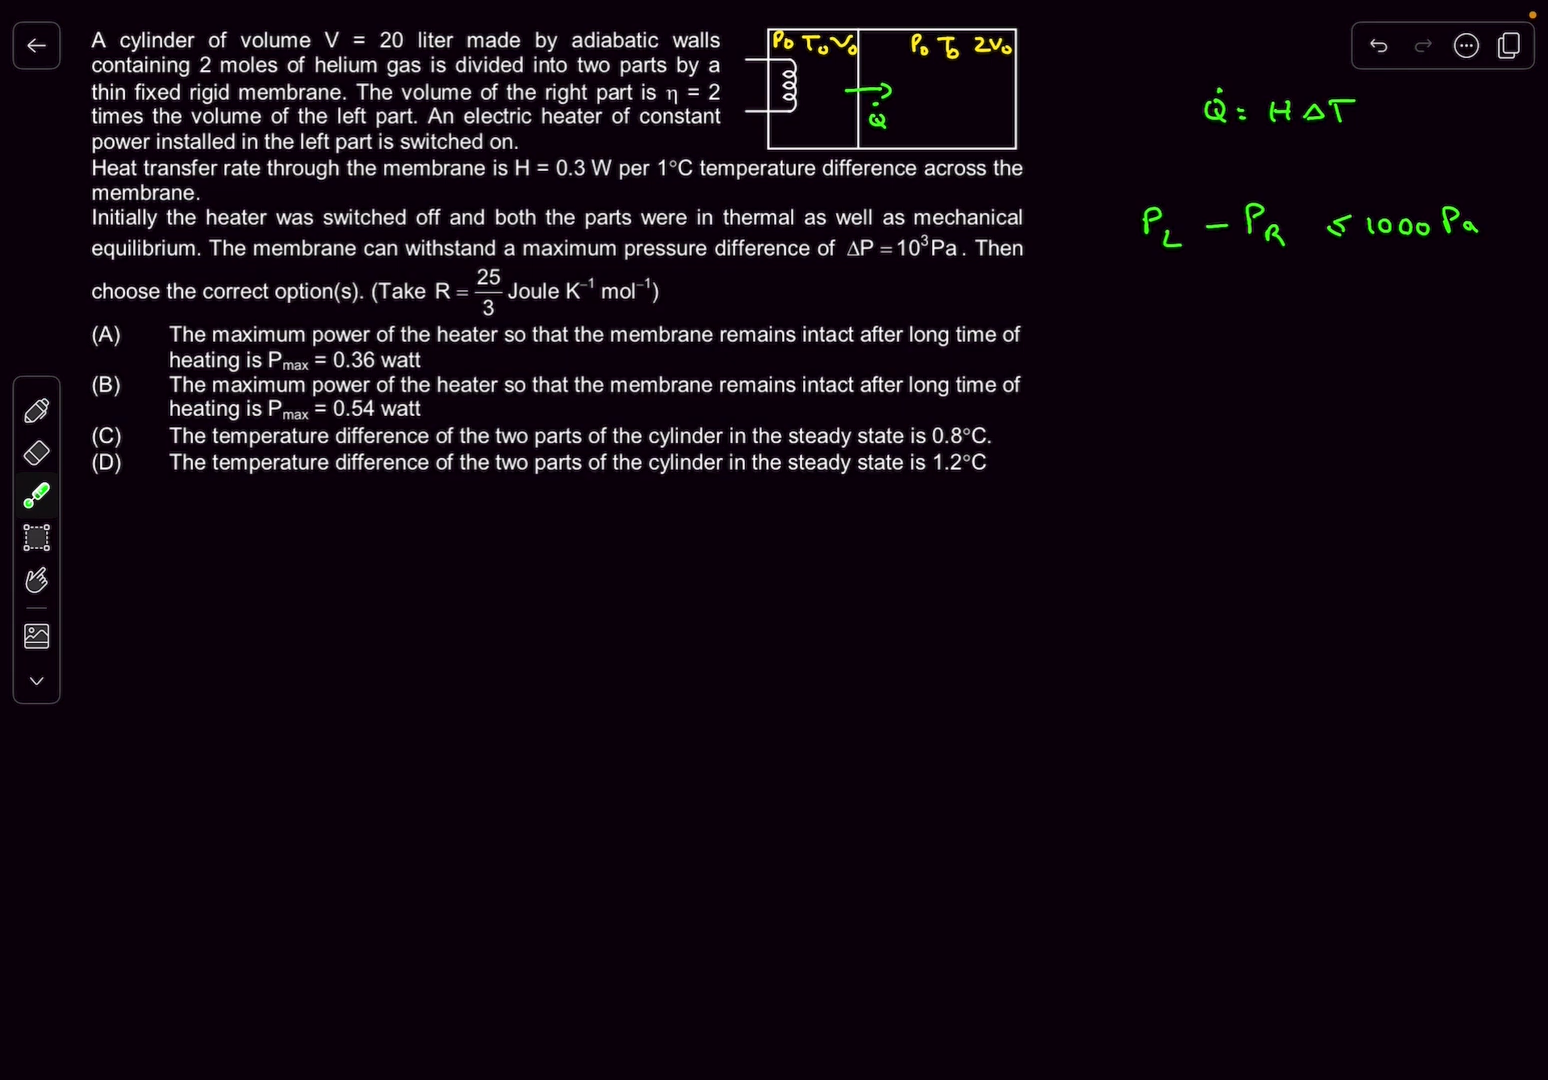 A cylinder of volume V = 20 liter made by adiabatic walls
containing 2 moles of helium gas is divided into two parts by a
thin fixed rigid membrane. The volume of the right part is η = 2
times the volume of the left part. An electric heater of constant
power installed in the left part is switched on.
P₀ T₀ V₀
P₀ T₀ 2V₀
Q̇
Heat transfer rate through the membrane is H = 0.3 W per 1°C temperature difference across the
membrane.
Initially the heater was switched off and both the parts were in thermal as well as mechanical
equilibrium. The membrane can withstand a maximum pressure difference of ΔP = 10³Pa. Then
choose the correct option(s). (Take R = 25/3 Joule K⁻¹ mol⁻¹)
(A) The maximum power of the heater so that the membrane remains intact after long time of
heating is Pmax = 0.36 watt
(B) The maximum power of the heater so that the membrane remains intact after long time of
heating is Pmax = 0.54 watt
(C) The temperature difference of the two parts of the cylinder in the steady state is 0.8°C.
(D) The temperature difference of the two parts of the cylinder in the steady state is 1.2°C
Q̇ = H ΔT
P_L - P_R ≤ 1000 Pa